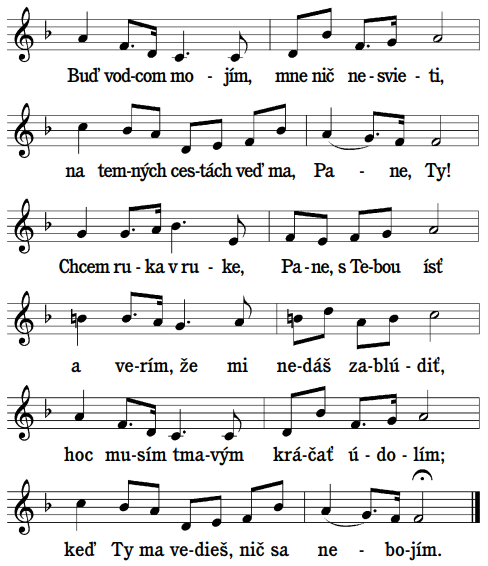 Buď vod-com mo - jím, mne nič ne-svie - ti,
na tem-ných ces-tách veď ma, Pa - ne, Ty!
Chcem ru - ka v ru - ke, Pa-ne, s Te-bou ísť
a ve-rím, že mi ne-dáš za-blú-diť,
hoc mu-sím tma-vým krá-čať ú-do-lím;
keď Ty ma ve-dieš, nič sa ne - bo-jím.